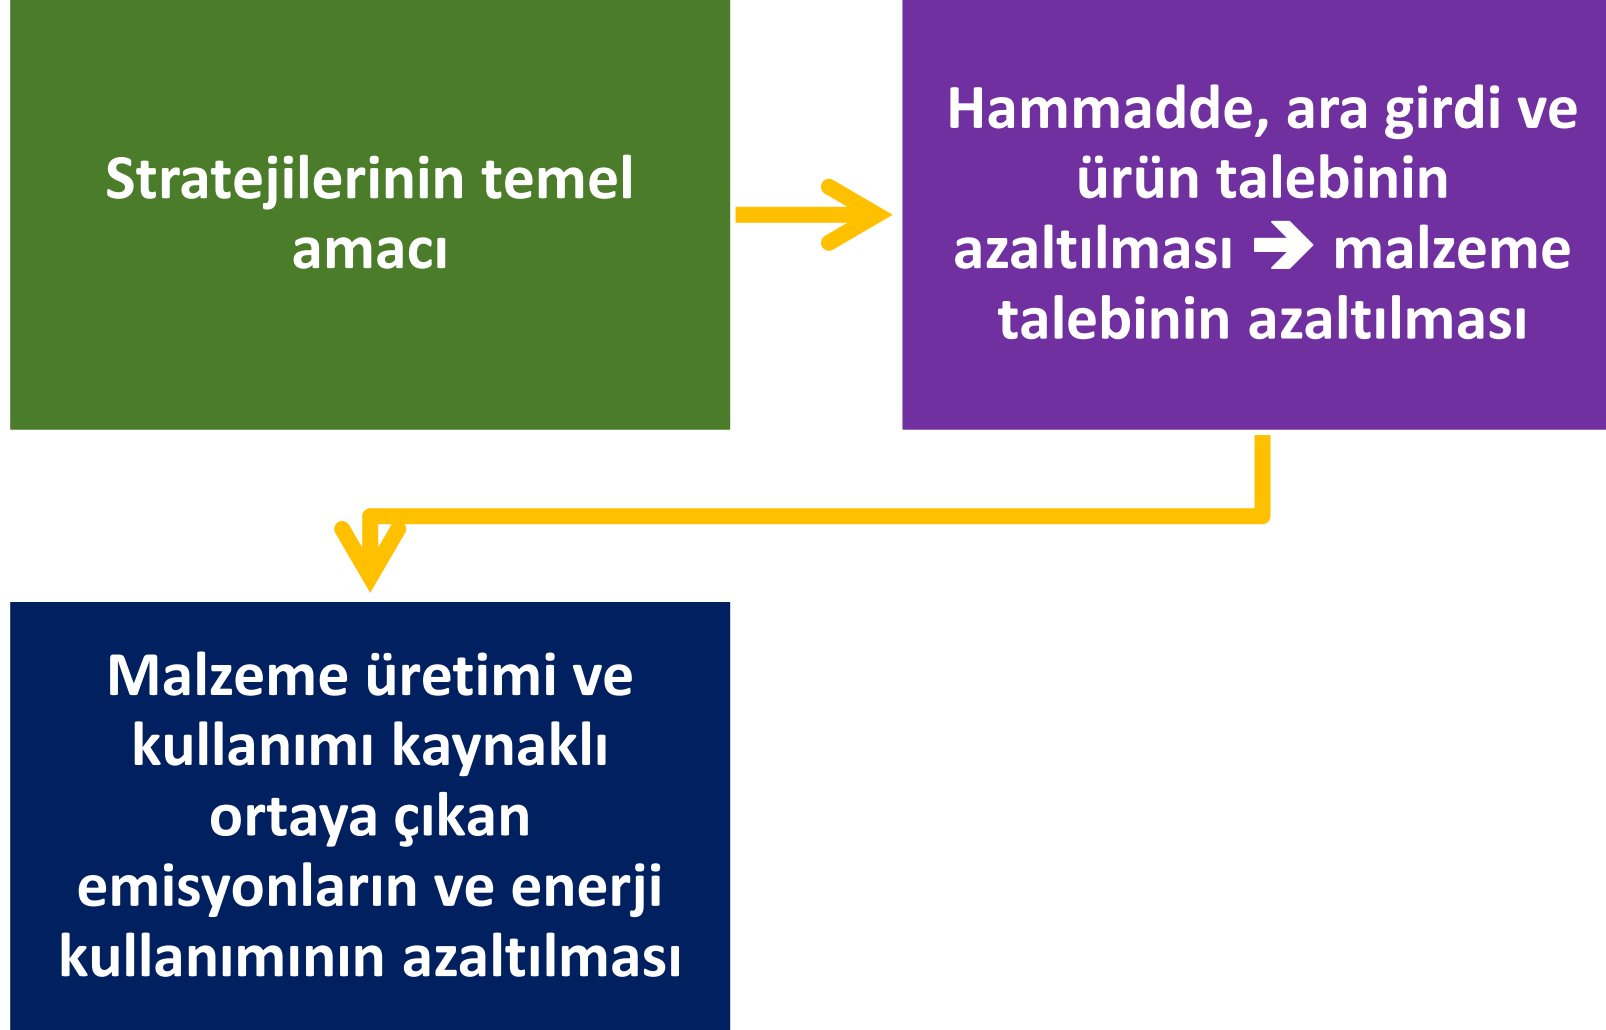 Stratejilerinin temel
amacı
Hammadde, ara girdi ve
ürün talebinin
azaltılması ➔ malzeme
talebinin azaltılması
Malzeme üretimi ve
kullanımı kaynaklı
ortaya çıkan
emisyonların ve enerji
kullanımının azaltılması